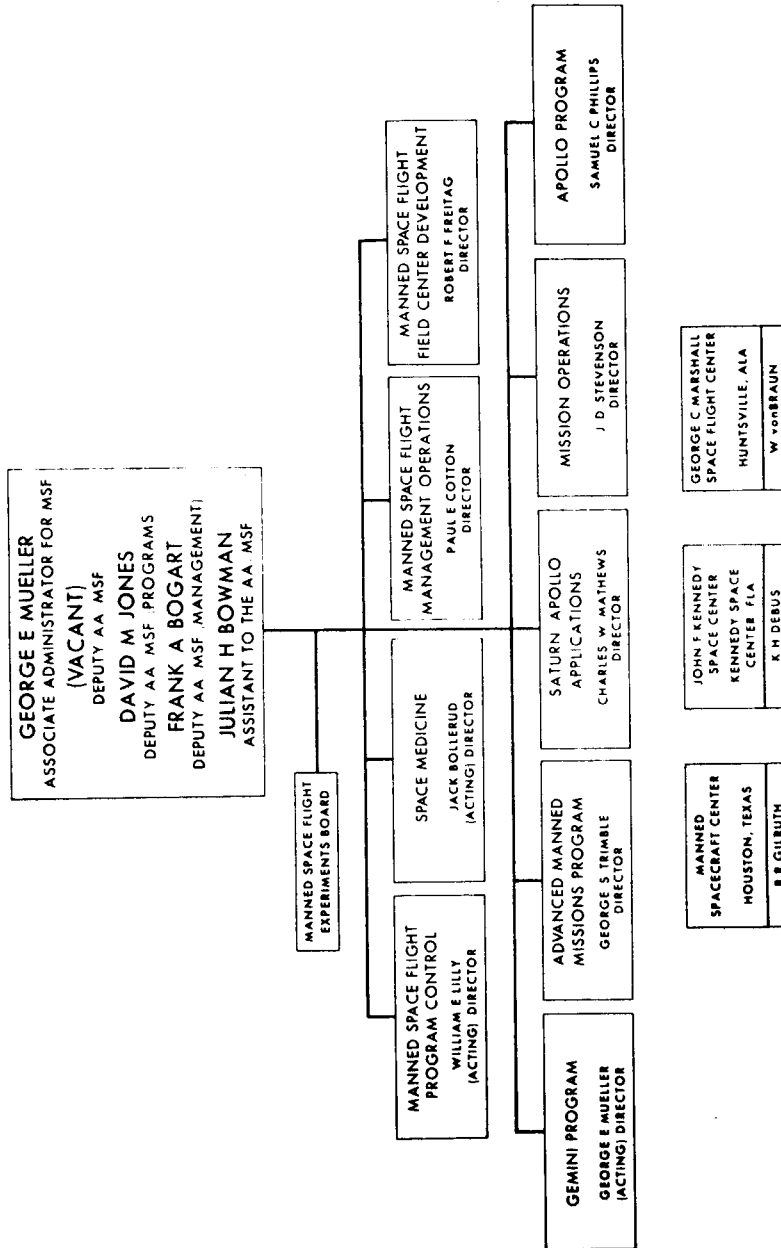 GEORGE E MUELLER
ASSOCIATE ADMINISTRATOR FOR MSF
(VACANT)
DEPUTY AA MSF
DAVID M JONES
DEPUTY AA MSF PROGRAMS
FRANK A BOGART
DEPUTY AA MSF (MANAGEMENT)
JULIAN H BOWMAN
ASSISTANT TO THE AA MSF
MANNED SPACE FLIGHT
EXPERIMENTS BOARD
MANNED SPACE FLIGHT
PROGRAM CONTROL
WILLIAM E LILLY
(ACTING) DIRECTOR
SPACE MEDICINE
JACK BOLLERUD
(ACTING) DIRECTOR
MANNED SPACE FLIGHT
MANAGEMENT OPERATIONS
PAUL E COTTON
DIRECTOR
MANNED SPACE FLIGHT
FIELD CENTER DEVELOPMENT
ROBERT F FREITAG
DIRECTOR
GEMINI PROGRAM
GEORGE E MUELLER
(ACTING) DIRECTOR
ADVANCED MANNED
MISSIONS PROGRAM
GEORGE S TRIMBLE
DIRECTOR
SATURN APOLLO
APPLICATIONS
CHARLES W MATHEWS
DIRECTOR
MISSION OPERATIONS
J D STEVENSON
DIRECTOR
APOLLO PROGRAM
SAMUEL C PHILLIPS
DIRECTOR
MANNED
SPACECRAFT CENTER
HOUSTON, TEXAS
R R GILRUTH
JOHN F KENNEDY
SPACE CENTER
KENNEDY SPACE
CENTER FLA
K H DEBUS
GEORGE C MARSHALL
SPACE FLIGHT CENTER
HUNTSVILLE, ALA
W vonBRAUN